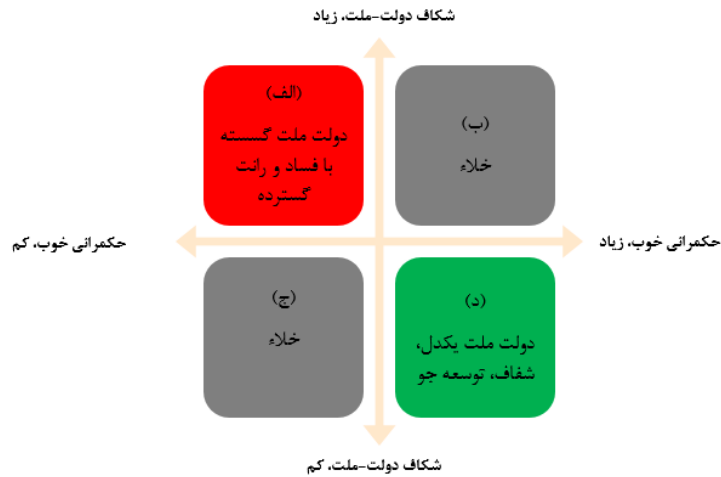 شکاف دولت-ملت، زیاد
(الف)
دولت ملت گسسته
با فساد و رانت
گسترده
(ب)
خلاء
حکمرانی خوب، زیاد
حکمرانی خوب، کم
(ج)
خلاء
(د)
دولت ملت یکدل،
شفاف، توسعه جو
شکاف دولت-ملت، کم